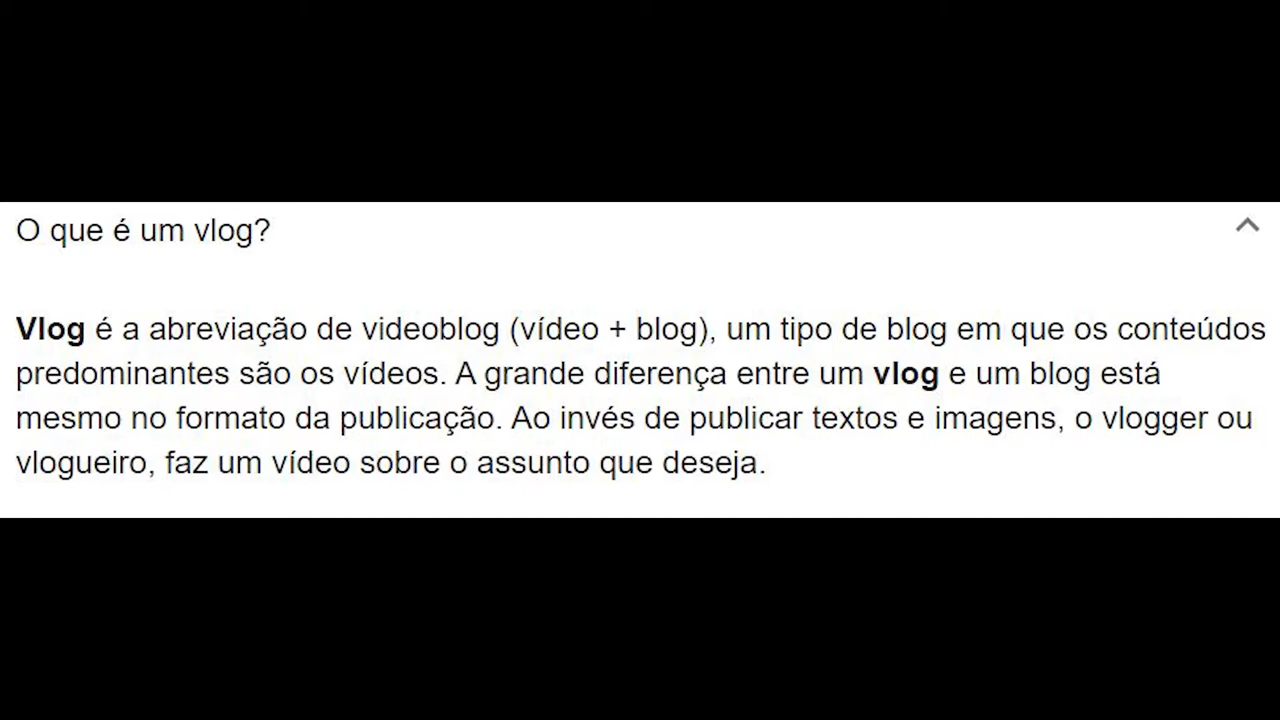 O que é um vlog?
Vlog é a abreviação de videoblog (vídeo + blog), um tipo de blog em que os conteúdos
predominantes são os vídeos. A grande diferença entre um vlog e um blog está
mesmo no formato da publicação. Ao invés de publicar textos e imagens, o vlogger ou
vlogueiro, faz um vídeo sobre o assunto que deseja.